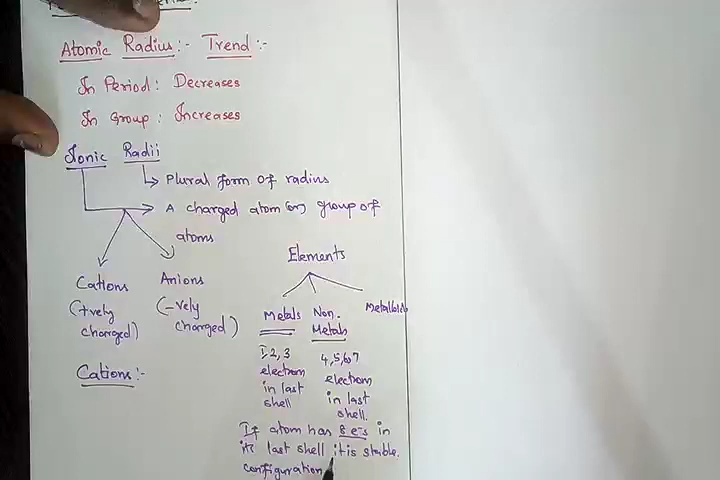 Atomic Radius:- Trend :-
In Period : Decreases
In Group : Increases
Ionic Radii
Plural form of radius
A charged atom (or) group of
atoms
Cations
(+vely
charged)
Anions
(-vely
charged)
Cations:-
Elements
Metals
Non-
Metals
Metalloids
1,2,3
electron
in last
shell
4,5,6,7
electron
in last
shell.
If atom has 8 e-s in
its last shell it is stable.
configuration